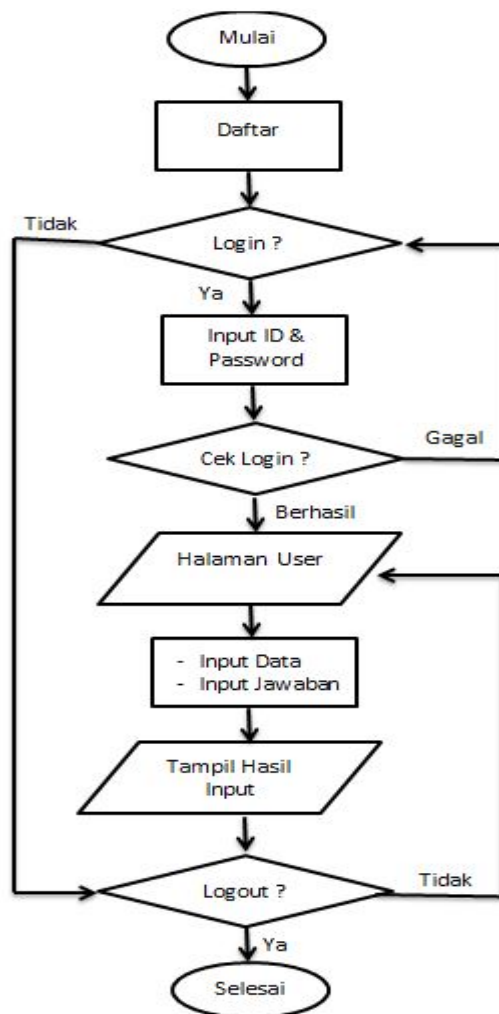 Mulai
Daftar
Tidak
Login ?
Ya
Input ID &
Password
Cek Login ?
Gagal
Berhasil
Halaman User
- Input Data
- Input Jawaban
Tampil Hasil
Input
Logout ?
Tidak
Ya
Selesai